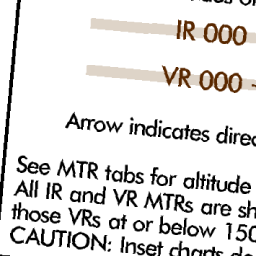 IR 000
VR 000 -
Arrow indicates direc
See MTR tabs for altitude
All IR and VR MTRs are sh
those VRs at or below 150
CAUTION: Inset charts do